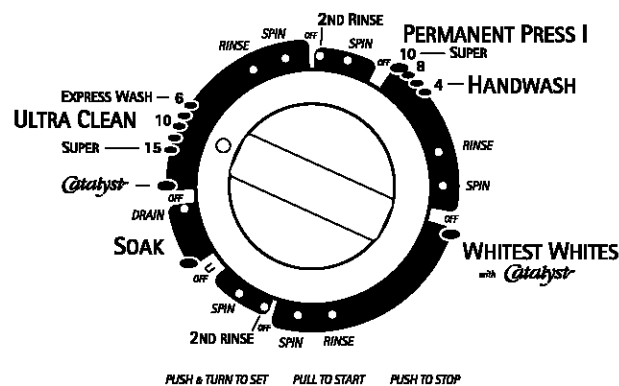 2ND RINSE
SPIN OFF SPIN
RINSE
PERMANENT PRESS I
OFF 10 — SUPER
8
4 — HANDWASH
EXPRESS WASH — 6
ULTRA CLEAN 10
SUPER — 15
Catalyst
RINSE
SPIN
OFF
OFF
DRAIN
SOAK
OFF
WHITEST WHITES
with Catalyst
SPIN
2ND RINSE OFF
SPIN RINSE
PUSH & TURN TO SET PULL TO START PUSH TO STOP